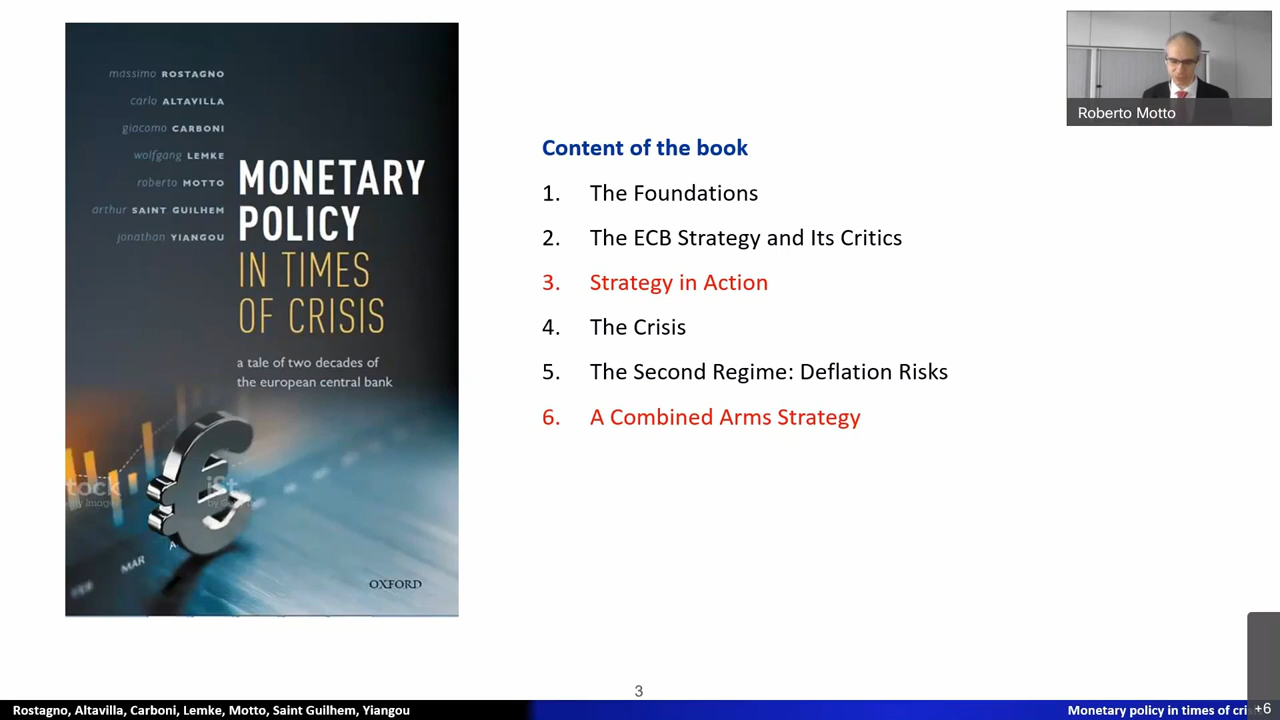 massimo ROSTAGNO
carlo ALTAVILLA
giacomo CARBONI
wolfgang LEMKE
roberto MOTTO
arthur SAINT GUILHEM
jonathan YIANGOU
MONETARY
POLICY
IN TIMES
OF CRISIS
a tale of two decades of
the european central bank
tock
iSt
MAR
FEB
OXFORD
Content of the book
1. The Foundations
2. The ECB Strategy and Its Critics
3. Strategy in Action
4. The Crisis
5. The Second Regime: Deflation Risks
6. A Combined Arms Strategy
Roberto Motto
3
Rostagno, Altavilla, Carboni, Lemke, Motto, Saint Guilhem, Yiangou
Monetary policy in times of cri
+6